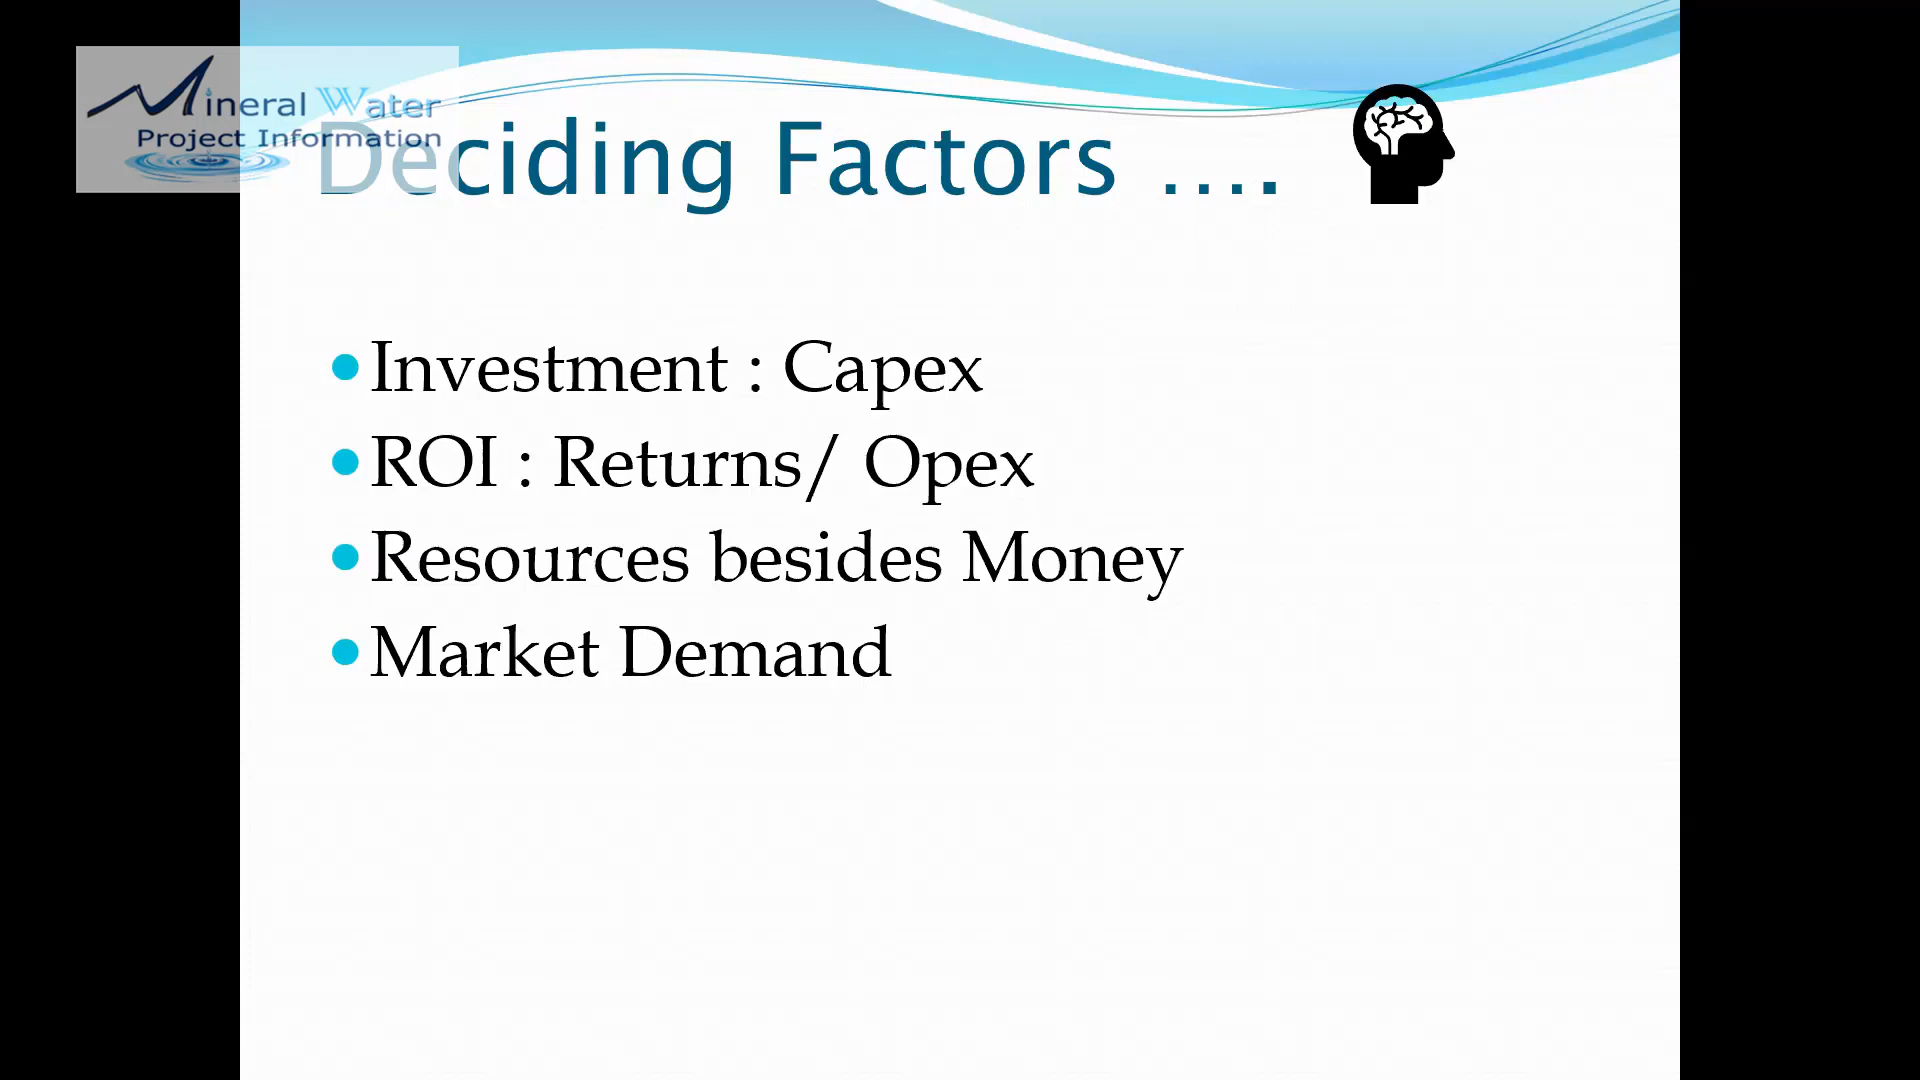 Mineral Water
Project Information
Deciding Factors ....
•Investment : Capex
•ROI : Returns/ Opex
•Resources besides Money
•Market Demand